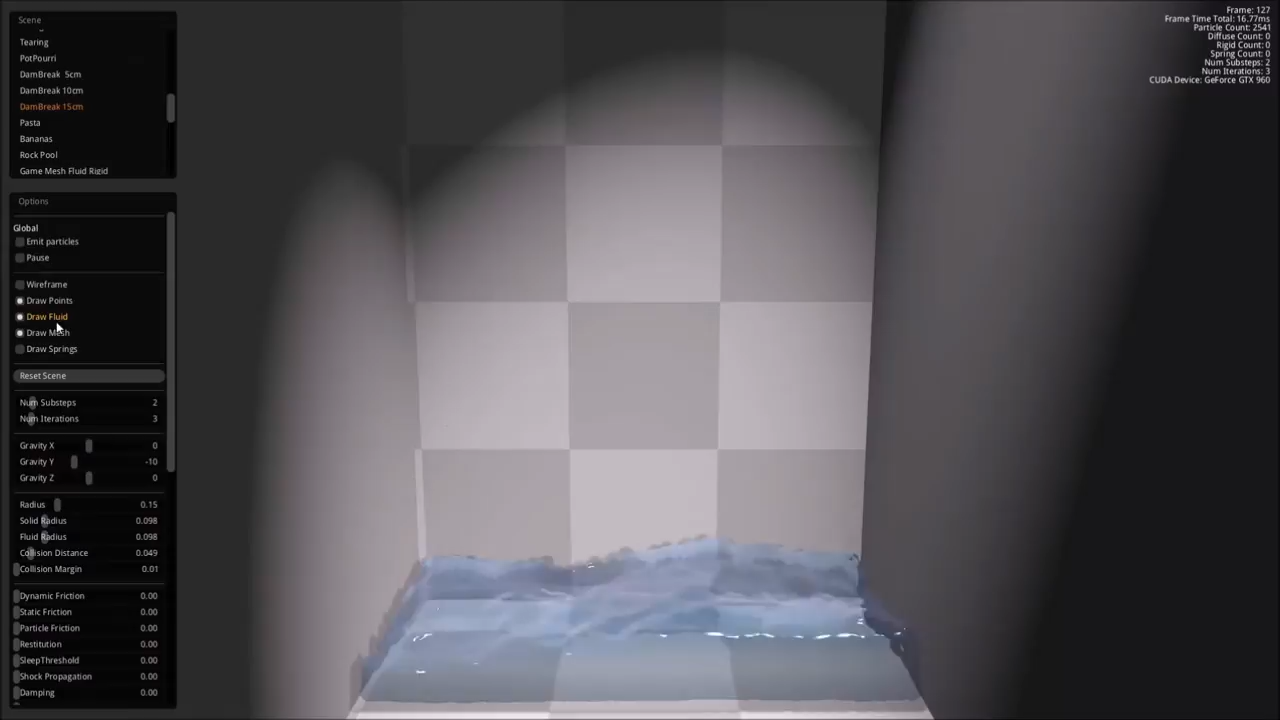 Scene
Tearing
PotPourri
DamBreak 5cm
DamBreak 10cm
DamBreak 15cm
Pasta
Bananas
Rock Pool
Game Mesh Fluid Rigid
Options
Global
Emit particles
Pause
Wireframe
Draw Points
Draw Fluid
Draw Mesh
Draw Springs
Reset Scene
Num Substeps 2
Num Iterations 3
Gravity X 0
Gravity Y -10
Gravity Z 0
Radius 0.15
Solid Radius 0.098
Fluid Radius 0.098
Collision Distance 0.049
Collision Margin 0.01
Dynamic Friction 0.00
Static Friction 0.00
Particle Friction 0.00
Restitution 0.00
SleepThreshold 0.00
Shock Propagation 0.00
Damping 0.00
Frame: 127
Frame Time Total: 16.77ms
Particle Count: 2541
Diffuse Count: 0
Rigid Count: 0
Spring Count: 0
Num Substeps: 2
Num Iterations: 3
CUDA Device: GeForce GTX 960